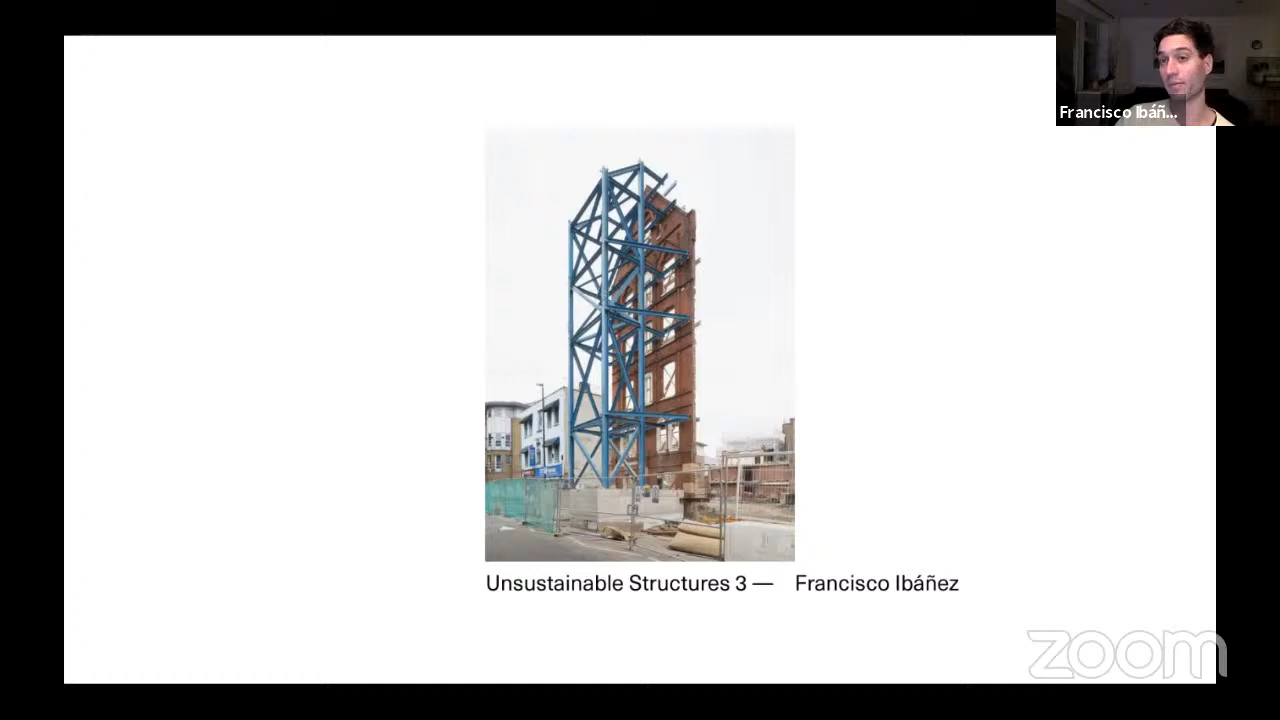 Francisco Ibáñ...
Unsustainable Structures 3 — Francisco Ibáñez
zoom